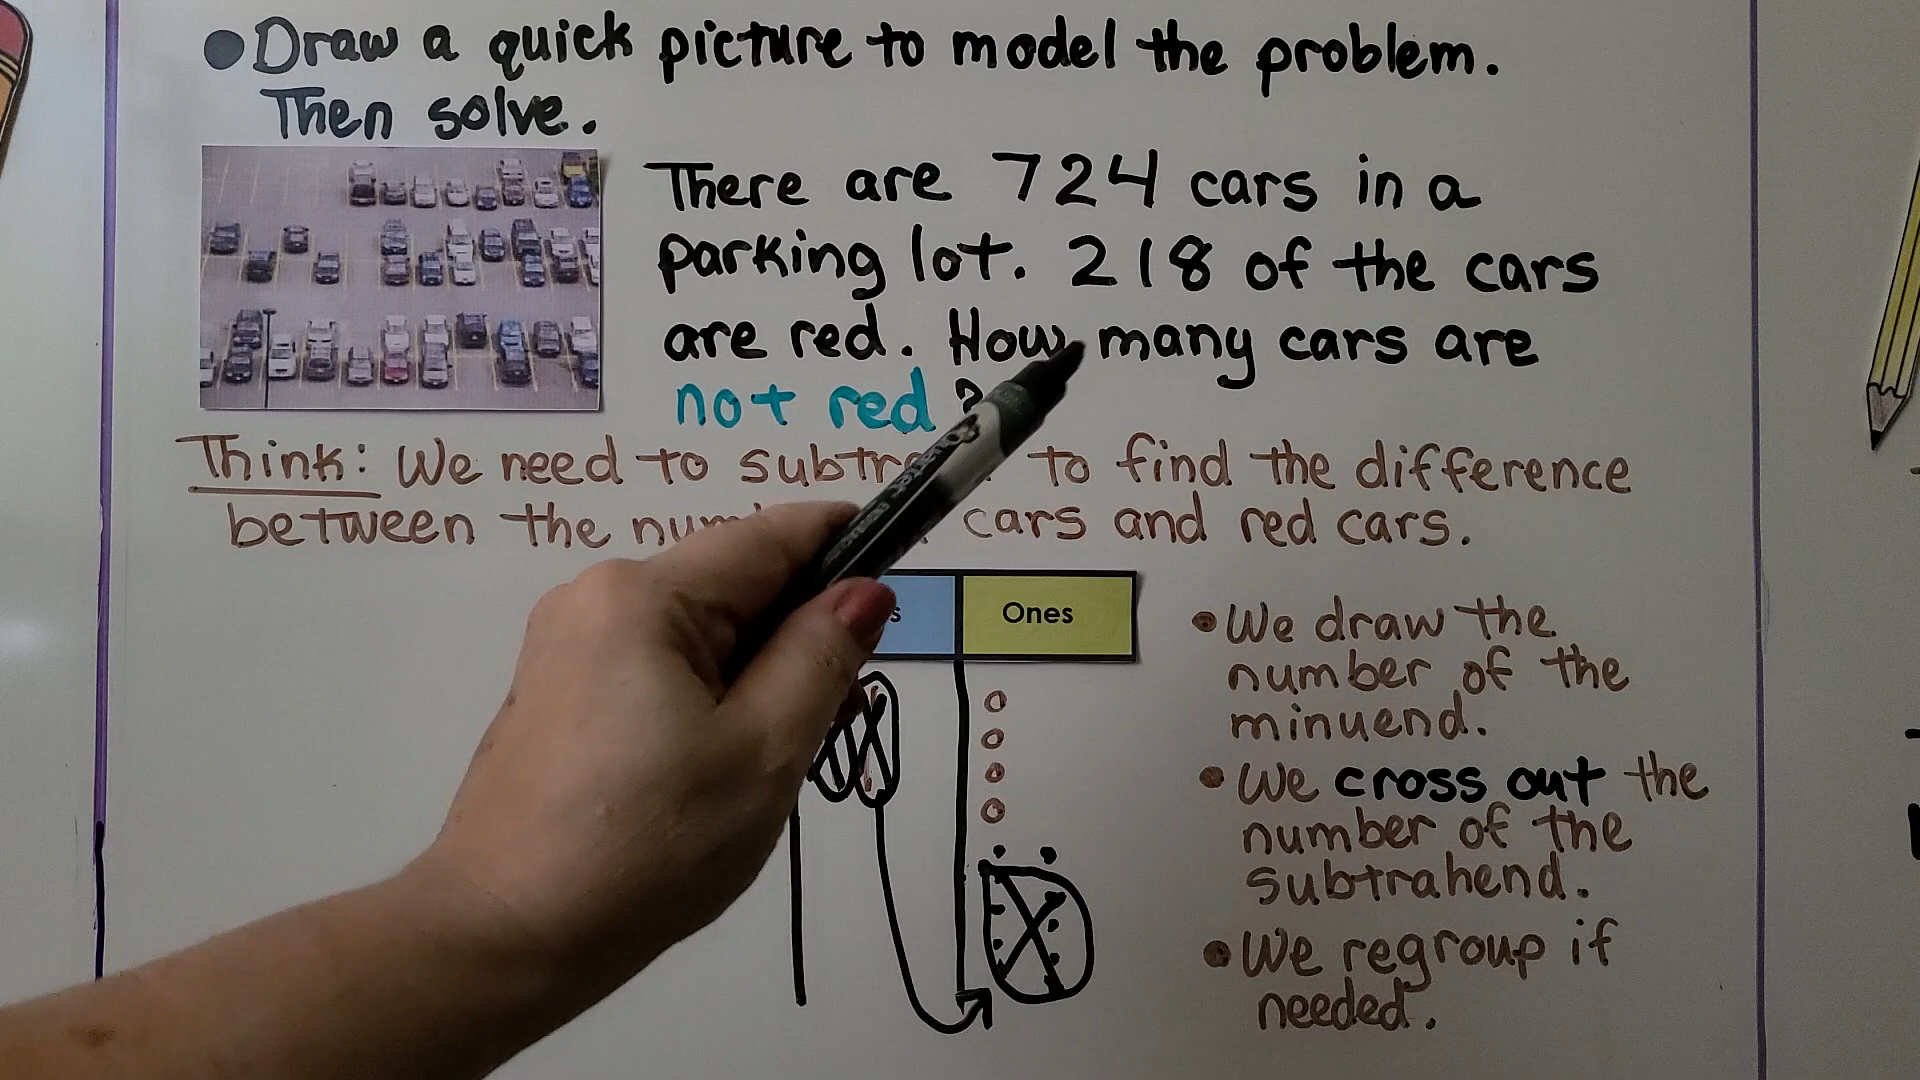 Draw a quick picture to model the problem.
Then solve.
There are 724 cars in a
parking lot. 218 of the cars
are red. How many cars are
not red ?
Think: We need to to find the difference
between the cars and red cars.
Ones
• We draw the
number of the
minuend.
• We cross out the
number of the
subtrahend.
• We regroup if
needed.